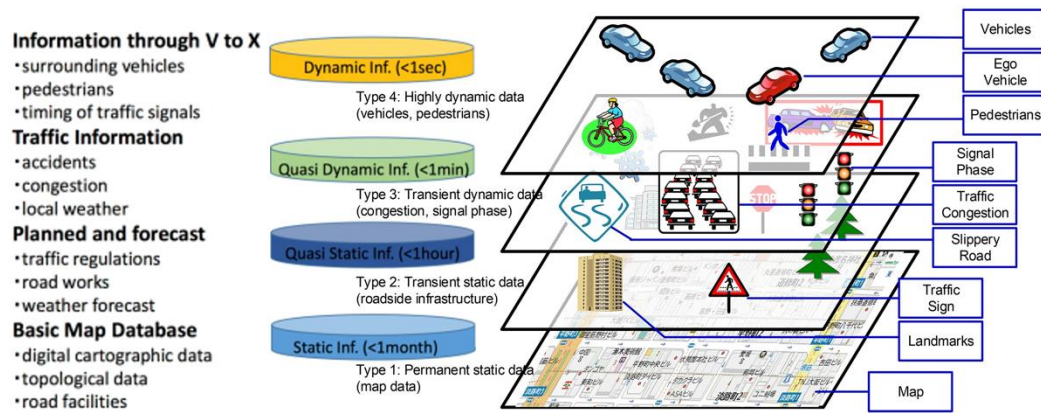 Information through V to X
・surrounding vehicles
・pedestrians
・timing of traffic signals
Traffic Information
・accidents
・congestion
・local weather
Planned and forecast
・traffic regulations
・road works
・weather forecast
Basic Map Database
・digital cartographic data
・topological data
・road facilities
Dynamic Inf. (<1sec)
Type 4: Highly dynamic data
(vehicles, pedestrians)
Quasi Dynamic Inf. (<1min)
Type 3: Transient dynamic data
(congestion, signal phase)
Quasi Static Inf. (<1hour)
Type 2: Transient static data
(roadside infrastructure)
Static Inf. (<1month)
Type 1: Permanent static data
(map data)
STOP
淡路町2
Vehicles
Ego
Vehicle
Pedestrians
Signal
Phase
Traffic
Congestion
Slippery
Road
Traffic
Sign
Landmarks
Map